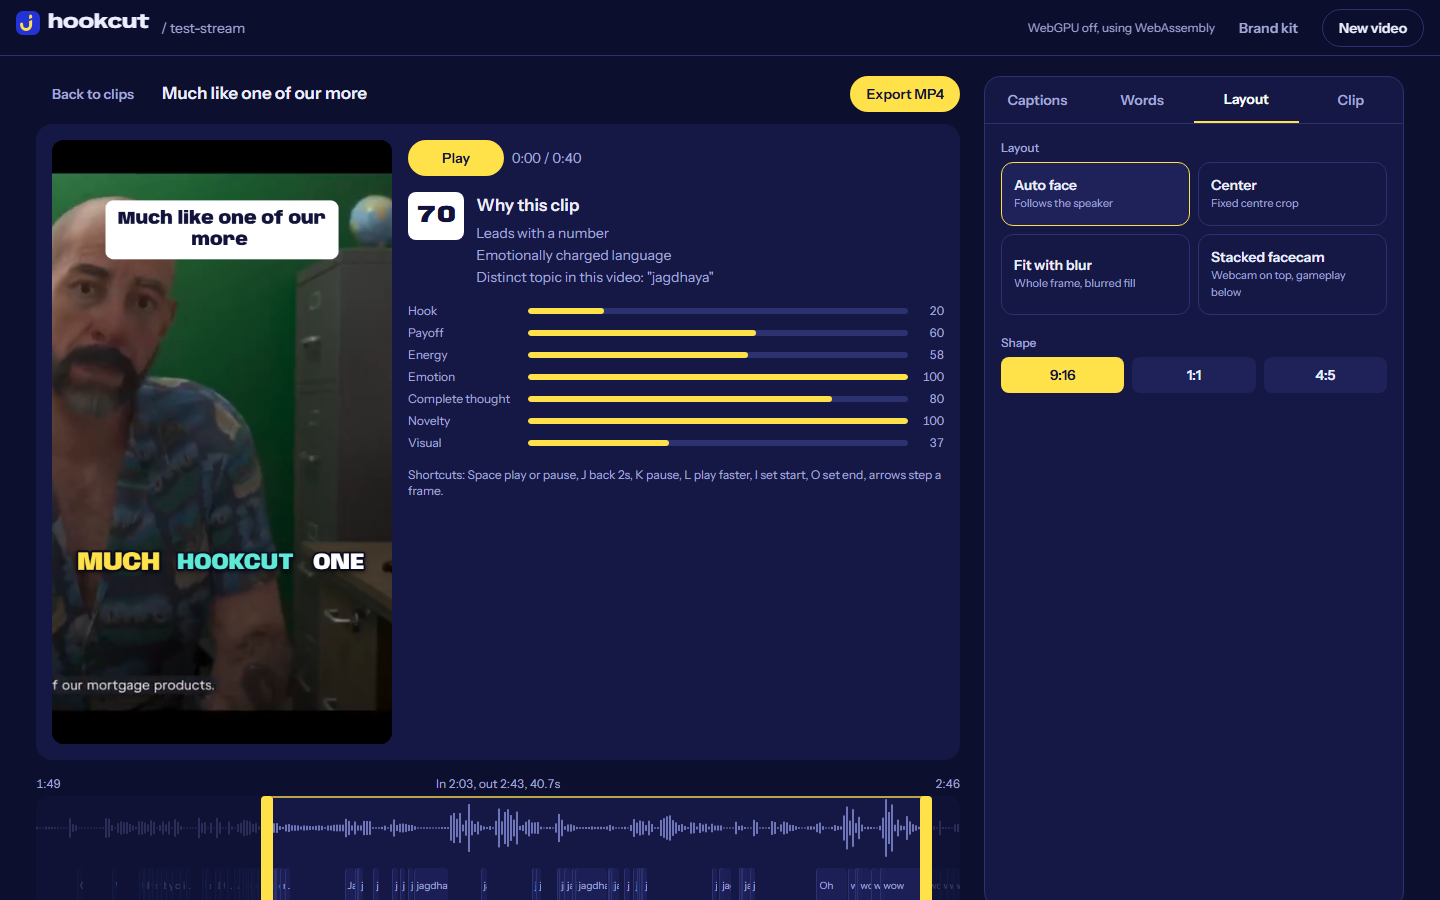 hookcut
/ test-stream
WebGPU off, using WebAssembly
Brand kit
New video
Back to clips
Much like one of our more
Export MP4
Captions
Words
Layout
Clip
Much like one of our
more
MUCH HOOKCUT ONE
f our mortgage products.
Play
0:00 / 0:40
70
Why this clip
Leads with a number
Emotionally charged language
Distinct topic in this video: "jagdhaya"
Hook 20
Payoff 60
Energy 58
Emotion 100
Complete thought 80
Novelty 100
Visual 37
Shortcuts: Space play or pause, J back 2s, K pause, L play faster, I set start, O set end, arrows step a
frame.
Layout
Auto face
Follows the speaker
Center
Fixed centre crop
Fit with blur
Whole frame, blurred fill
Stacked facecam
Webcam on top, gameplay
below
Shape
9:16
1:1
4:5
1:49
In 2:03, out 2:43, 40.7s
2:46
jagdha
Oh
wow